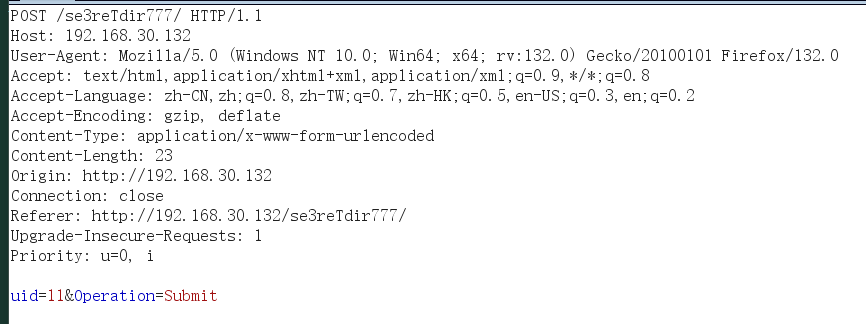 POST /se3reTdir777/ HTTP/1.1
Host: 192.168.30.132
User-Agent: Mozilla/5.0 (Windows NT 10.0; Win64; x64; rv:132.0) Gecko/20100101 Firefox/132.0
Accept: text/html,application/xhtml+xml,application/xml;q=0.9,*/*;q=0.8
Accept-Language: zh-CN,zh;q=0.8,zh-TW;q=0.7,zh-HK;q=0.5,en-US;q=0.3,en;q=0.2
Accept-Encoding: gzip, deflate
Content-Type: application/x-www-form-urlencoded
Content-Length: 23
Origin: http://192.168.30.132
Connection: close
Referer: http://192.168.30.132/se3reTdir777/
Upgrade-Insecure-Requests: 1
Priority: u=0, i
uid=11&Operation=Submit